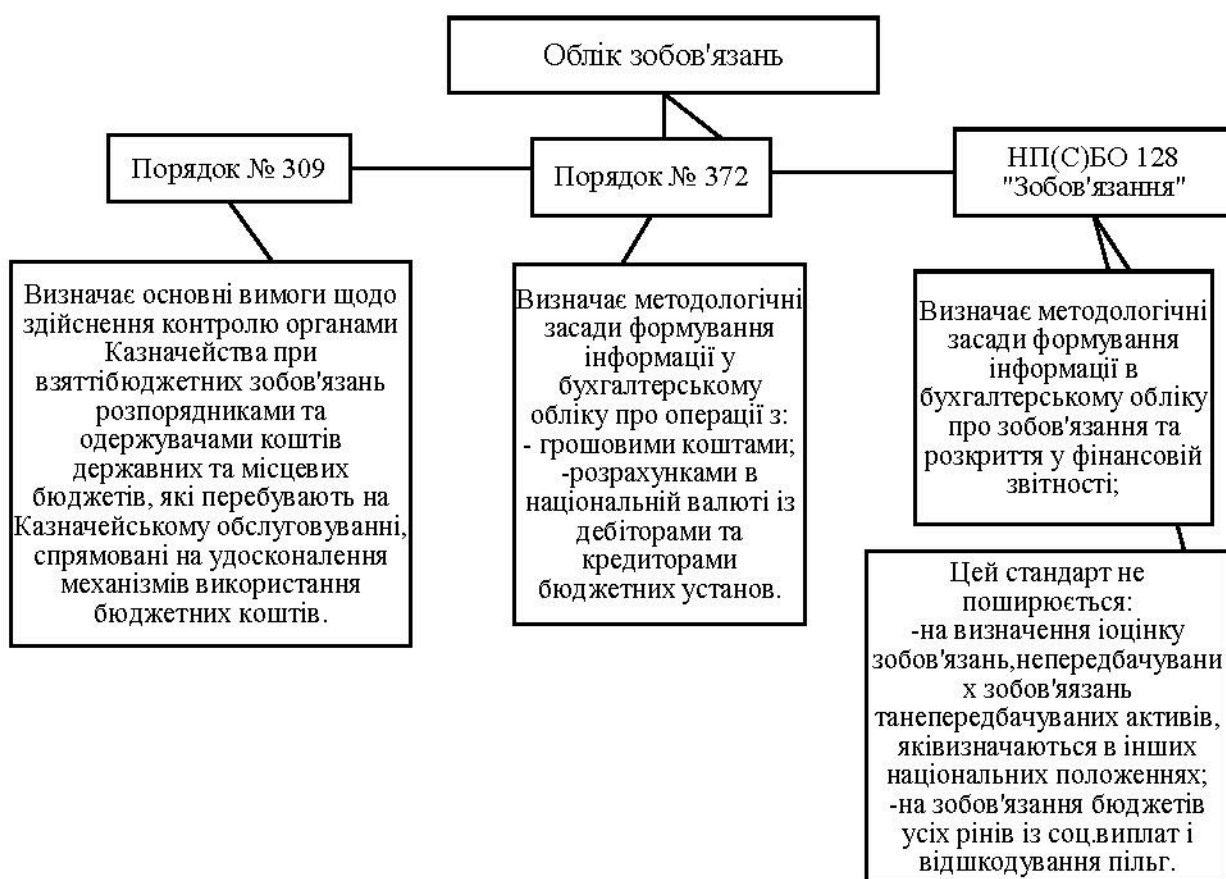 Облік зобов'язань
Порядок № 309
Порядок № 372
НП(С)БО 128
"Зобов'язання"
Визначає основні вимоги щодо
здійснення контролю органами
Казначейства при
взяттібюджетних зобов'язань
розпорядниками та
одержувачами коштів
державних та місцевих
бюджетів, які перебувають на
Казначейському обслуговуванні,
спрямовані на удосконалення
механізмів використання
бюджетних коштів.
Визначає методологічні
засади формування
інформації у
бухгалтерському
обліку про операції з:
- грошовими коштами;
-розрахунками в
національній валюті із
дебіторами та
кредиторами
бюджетних установ.
Визначає методологічні
засади формування
інформації в
бухгалтерському обліку
про зобов'язання та
розкриття у фінансовій
звітності;
Цей стандарт не
поширюється:
-на визначення іоцінку
зобов'язань,непередбачувани
х зобов'яязань
танепередбачуваних активів,
яківизначаються в інших
національних положеннях;
-на зобов'язання бюджетів
усіх рінів із соц.виплат і
відшкодування пільг.